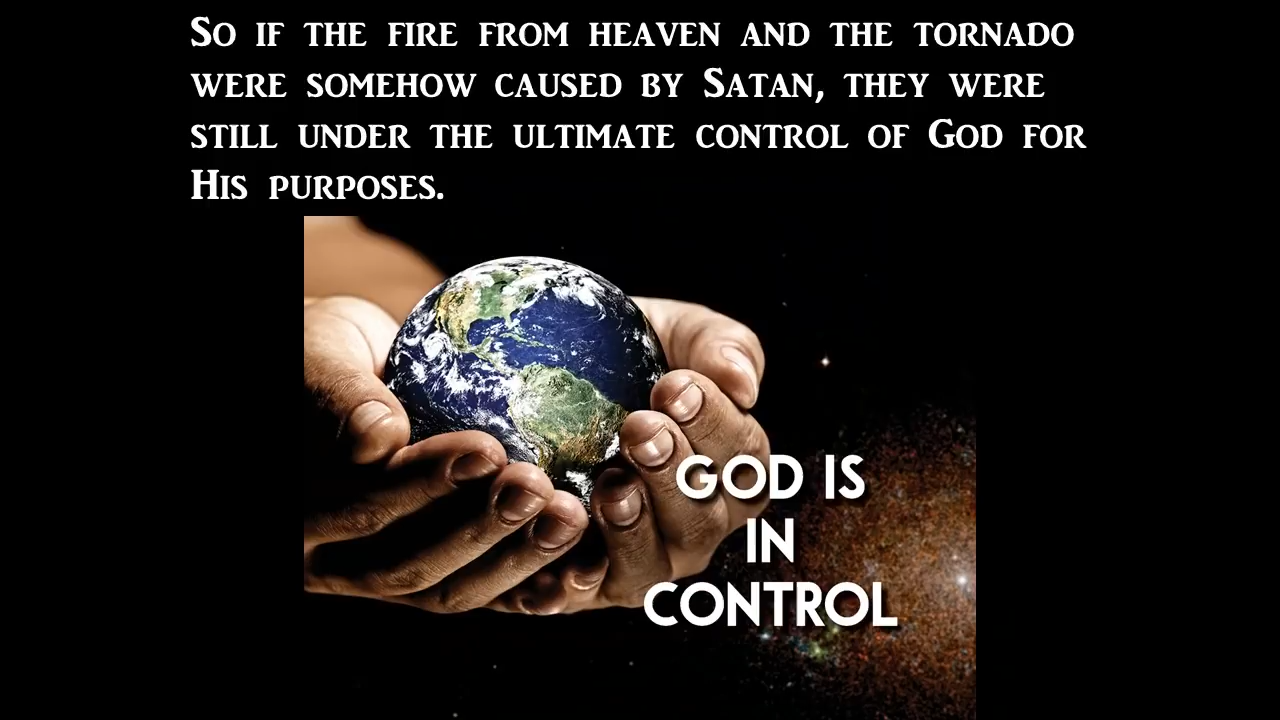 So if the fire from heaven and the tornado
were somehow caused by Satan, they were
still under the ultimate control of God for
His purposes.
GOD IS
IN
CONTROL